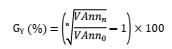 G_Y (%) = (ⁿ√(VAnn_n / VAnn_0) − 1) × 100